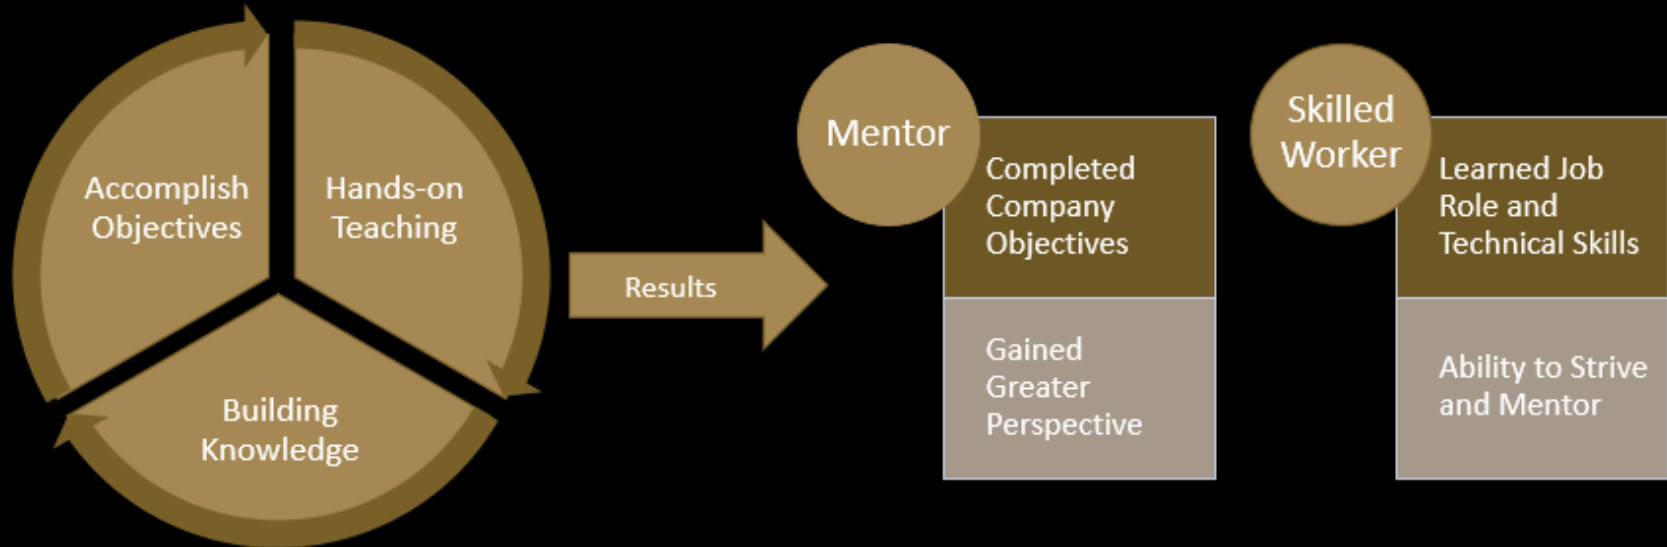 Accomplish
Objectives
Hands-on
Teaching
Building
Knowledge
Results
Mentor
Completed
Company
Objectives
Gained
Greater
Perspective
Skilled
Worker
Learned Job
Role and
Technical Skills
Ability to Strive
and Mentor